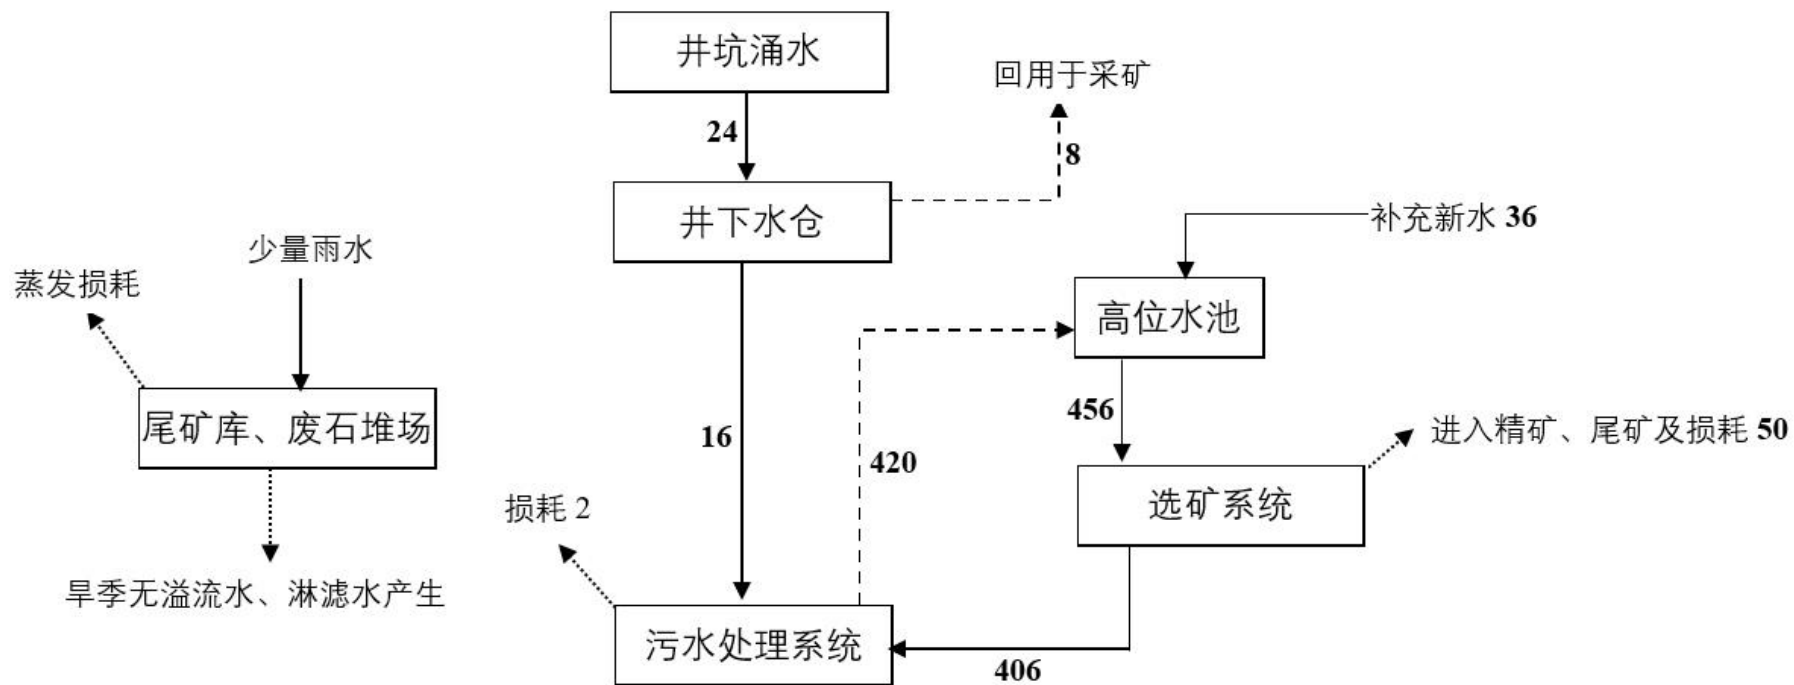 井坑涌水
回用于采矿
24
8
井下水仓
补充新水 36
少量雨水
蒸发损耗
高位水池
456
尾矿库、废石堆场
16
进入精矿、尾矿及损耗 50
420
选矿系统
损耗 2
旱季无溢流水、淋滤水产生
污水处理系统
406